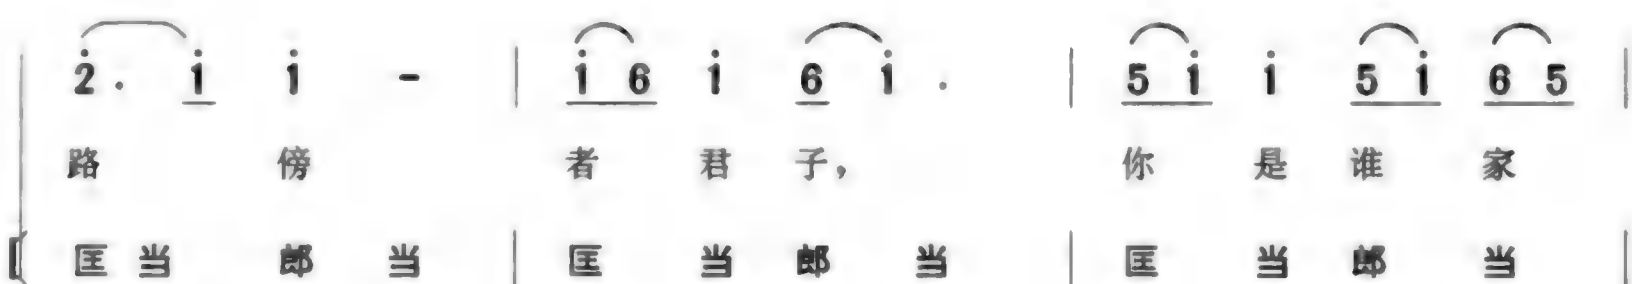 2̇ . 1̇ 1̇ - | 1̇ 6 1̇ 6 1̇ . | 5 1̇ 1̇ 5 1̇ 6 5 |
路 傍 者 君 子， 你 是 谁 家
匡 当 郎 当 | 匡 当 郎 当 | 匡 当 郎 当 |